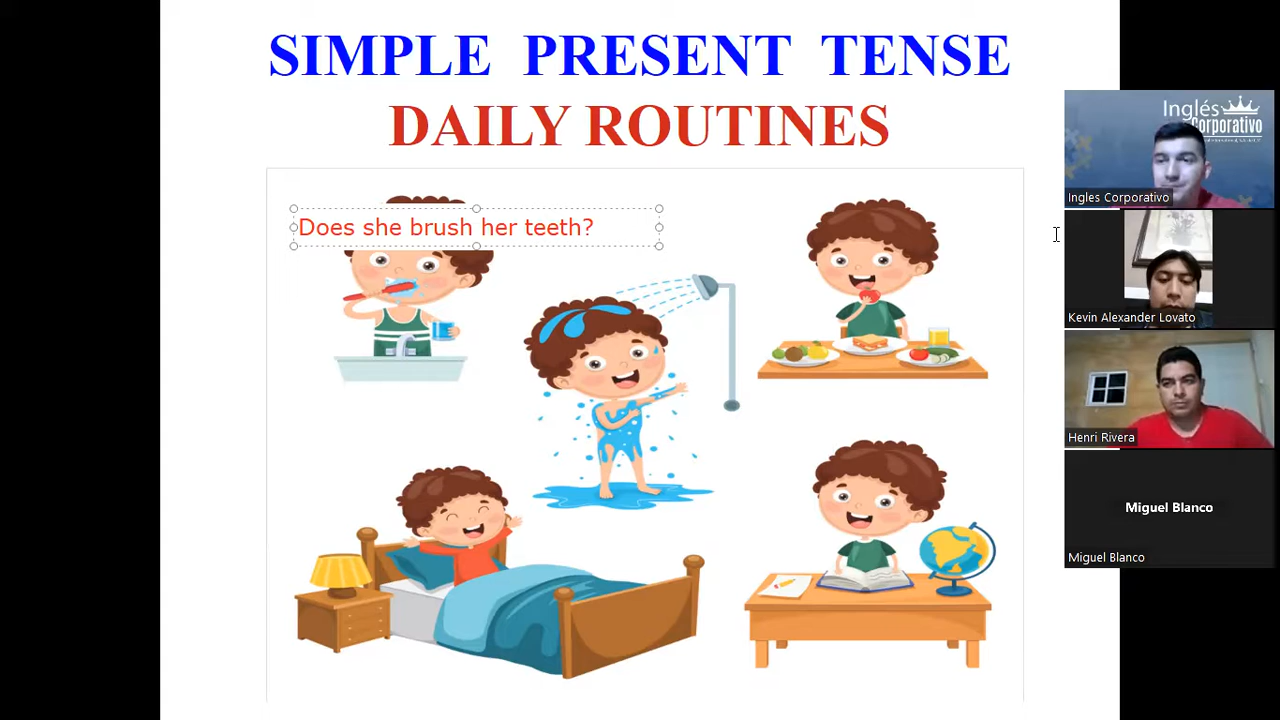 SIMPLE PRESENT TENSE
DAILY ROUTINES
Does she brush her teeth?
Inglés
Corporativo
Ingles Corporativo
Kevin Alexander Lovato
Henri Rivera
Miguel Blanco
Miguel Blanco